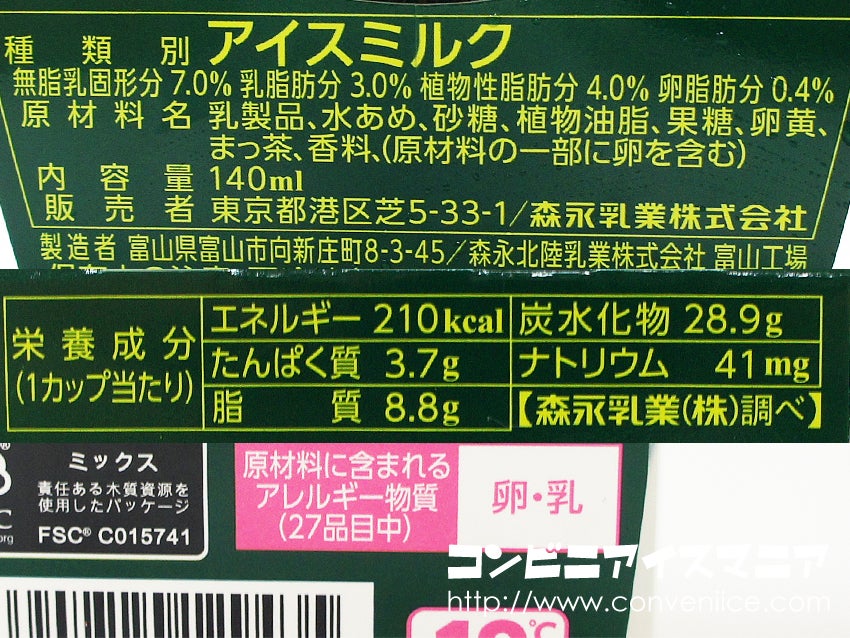 種類別 アイスミルク
無脂乳固形分 7.0% 乳脂肪分 3.0% 植物性脂肪分 4.0% 卵脂肪分 0.4%
原材料名 乳製品、水あめ、砂糖、植物油脂、果糖、卵黄、
まっ茶、香料、(原材料の一部に卵を含む)
内容量 140ml
販売者 東京都港区芝5-33-1/森永乳業株式会社
製造者 富山県富山市向新庄町8-3-45/森永北陸乳業株式会社 富山工場
栄養成分
(1カップ当たり)
エネルギー 210kcal 炭水化物 28.9g
たんぱく質 3.7g ナトリウム 41mg
脂質 8.8g 【森永乳業(株)調べ】
ミックス
責任ある木質資源を
使用したパッケージ
FSC® C015741
原材料に含まれる
アレルギー物質
(27品目中)
卵・乳
コンビニアイスマニア
http://www.conveniice.com